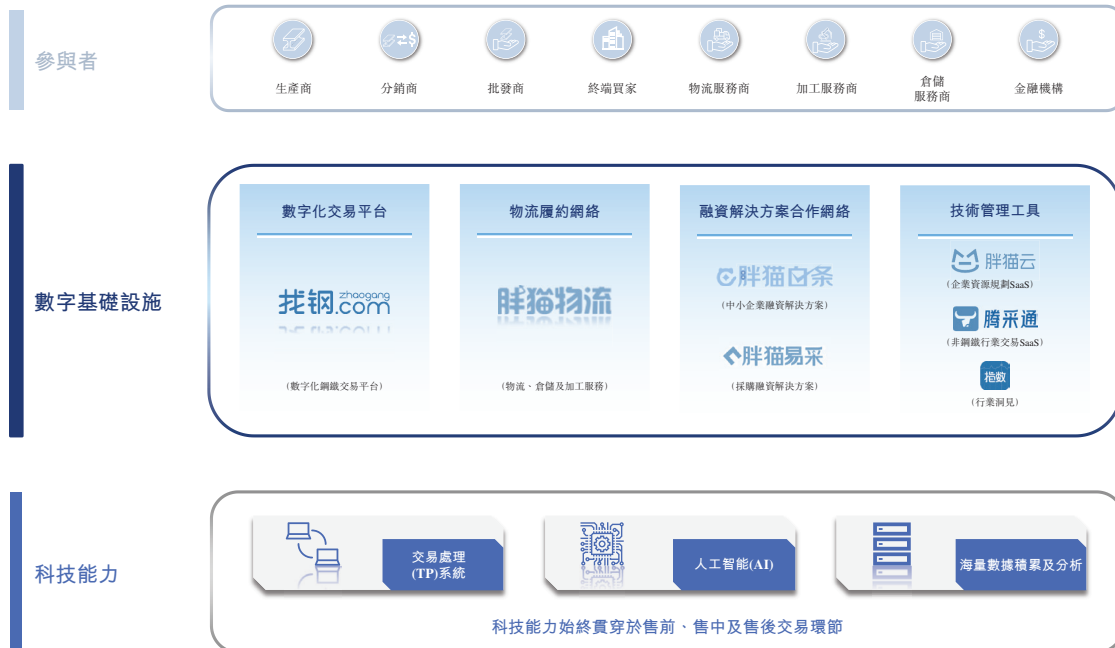 參與者
生產商
分銷商
批發商
終端買家
物流服務商
加工服務商
倉儲
服務商
金融機構
數字基礎設施
數字化交易平台
找钢
zhaogang
.com
(數字化鋼鐵交易平台)
物流履約網絡
胖猫物流
(物流、倉儲及加工服務)
融資解決方案合作網絡
胖猫白条
(中小企業融資解決方案)
胖猫易采
(採購融資解決方案)
技術管理工具
胖猫云
(企業資源規劃SaaS)
腾采通
(非鋼鐵行業交易SaaS)
指数
(行業洞見)
科技能力
交易處理
(TP)系統
人工智能(AI)
海量數據積累及分析
科技能力始終貫穿於售前、售中及售後交易環節